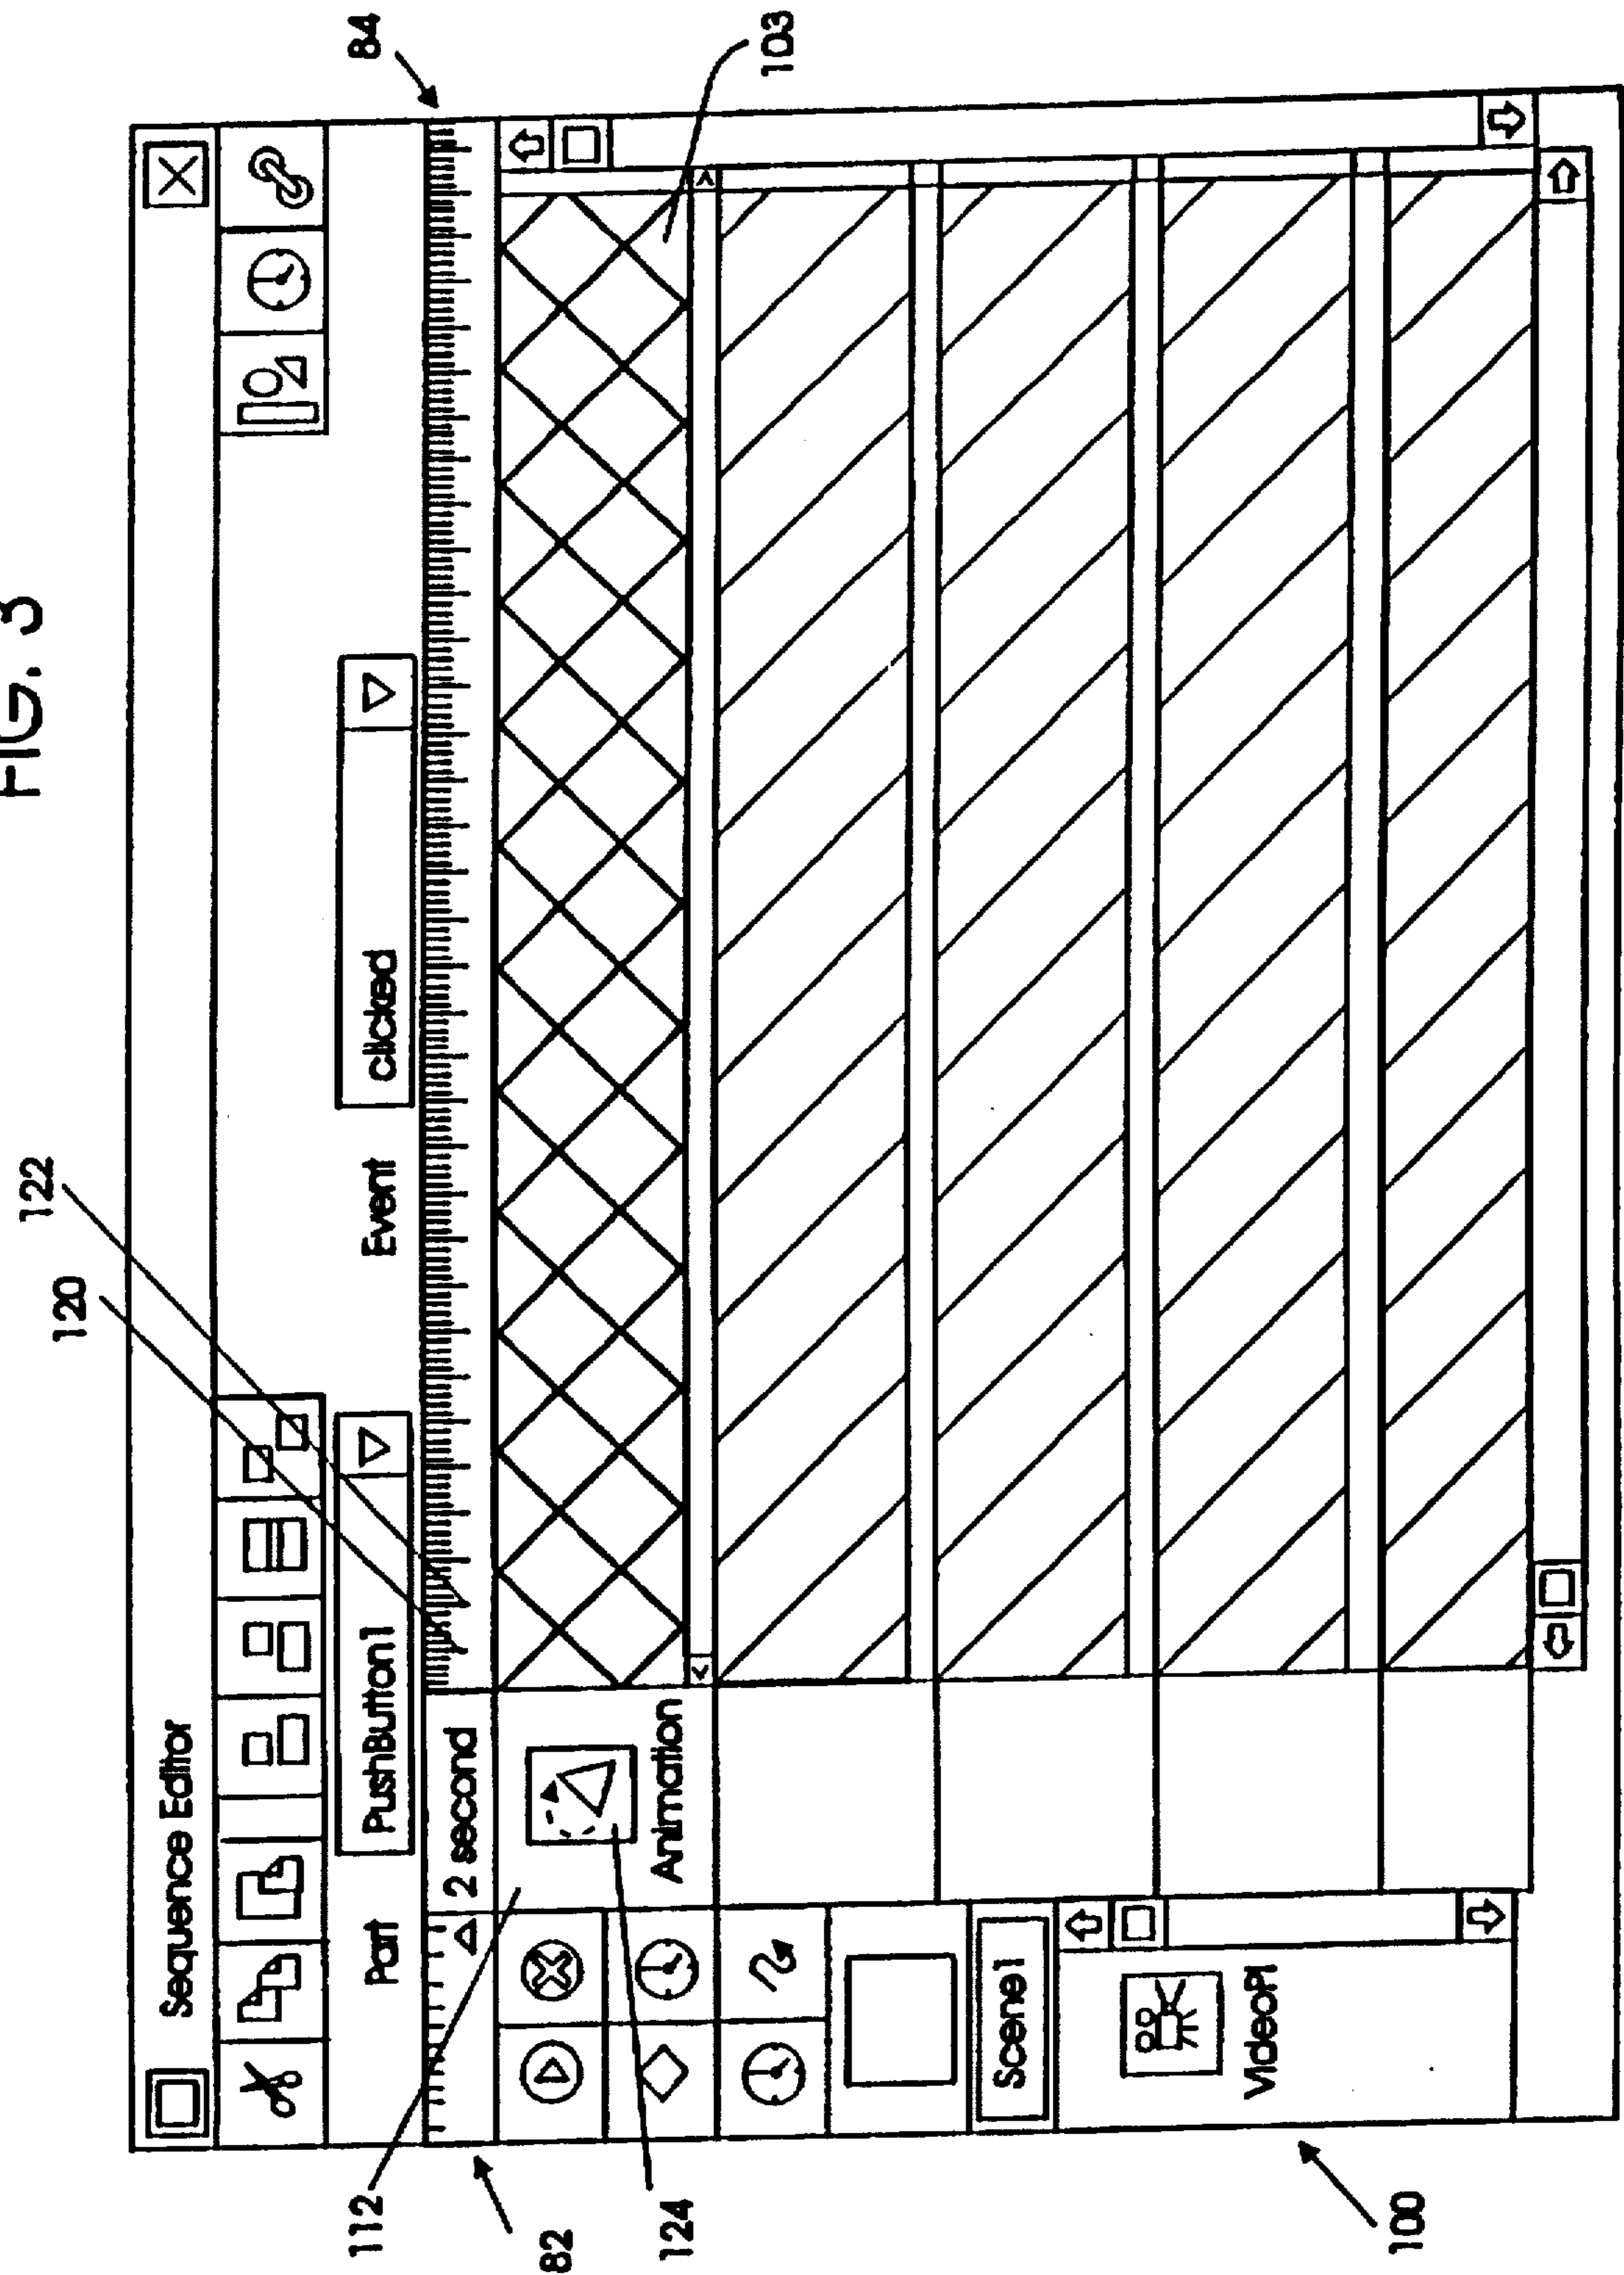 FIG. 3
122
120
84
Sequence Editor
Part PushButton1 Event clicked
2 second
112
82
Animation
103
124
Scene1
VideoPl
100